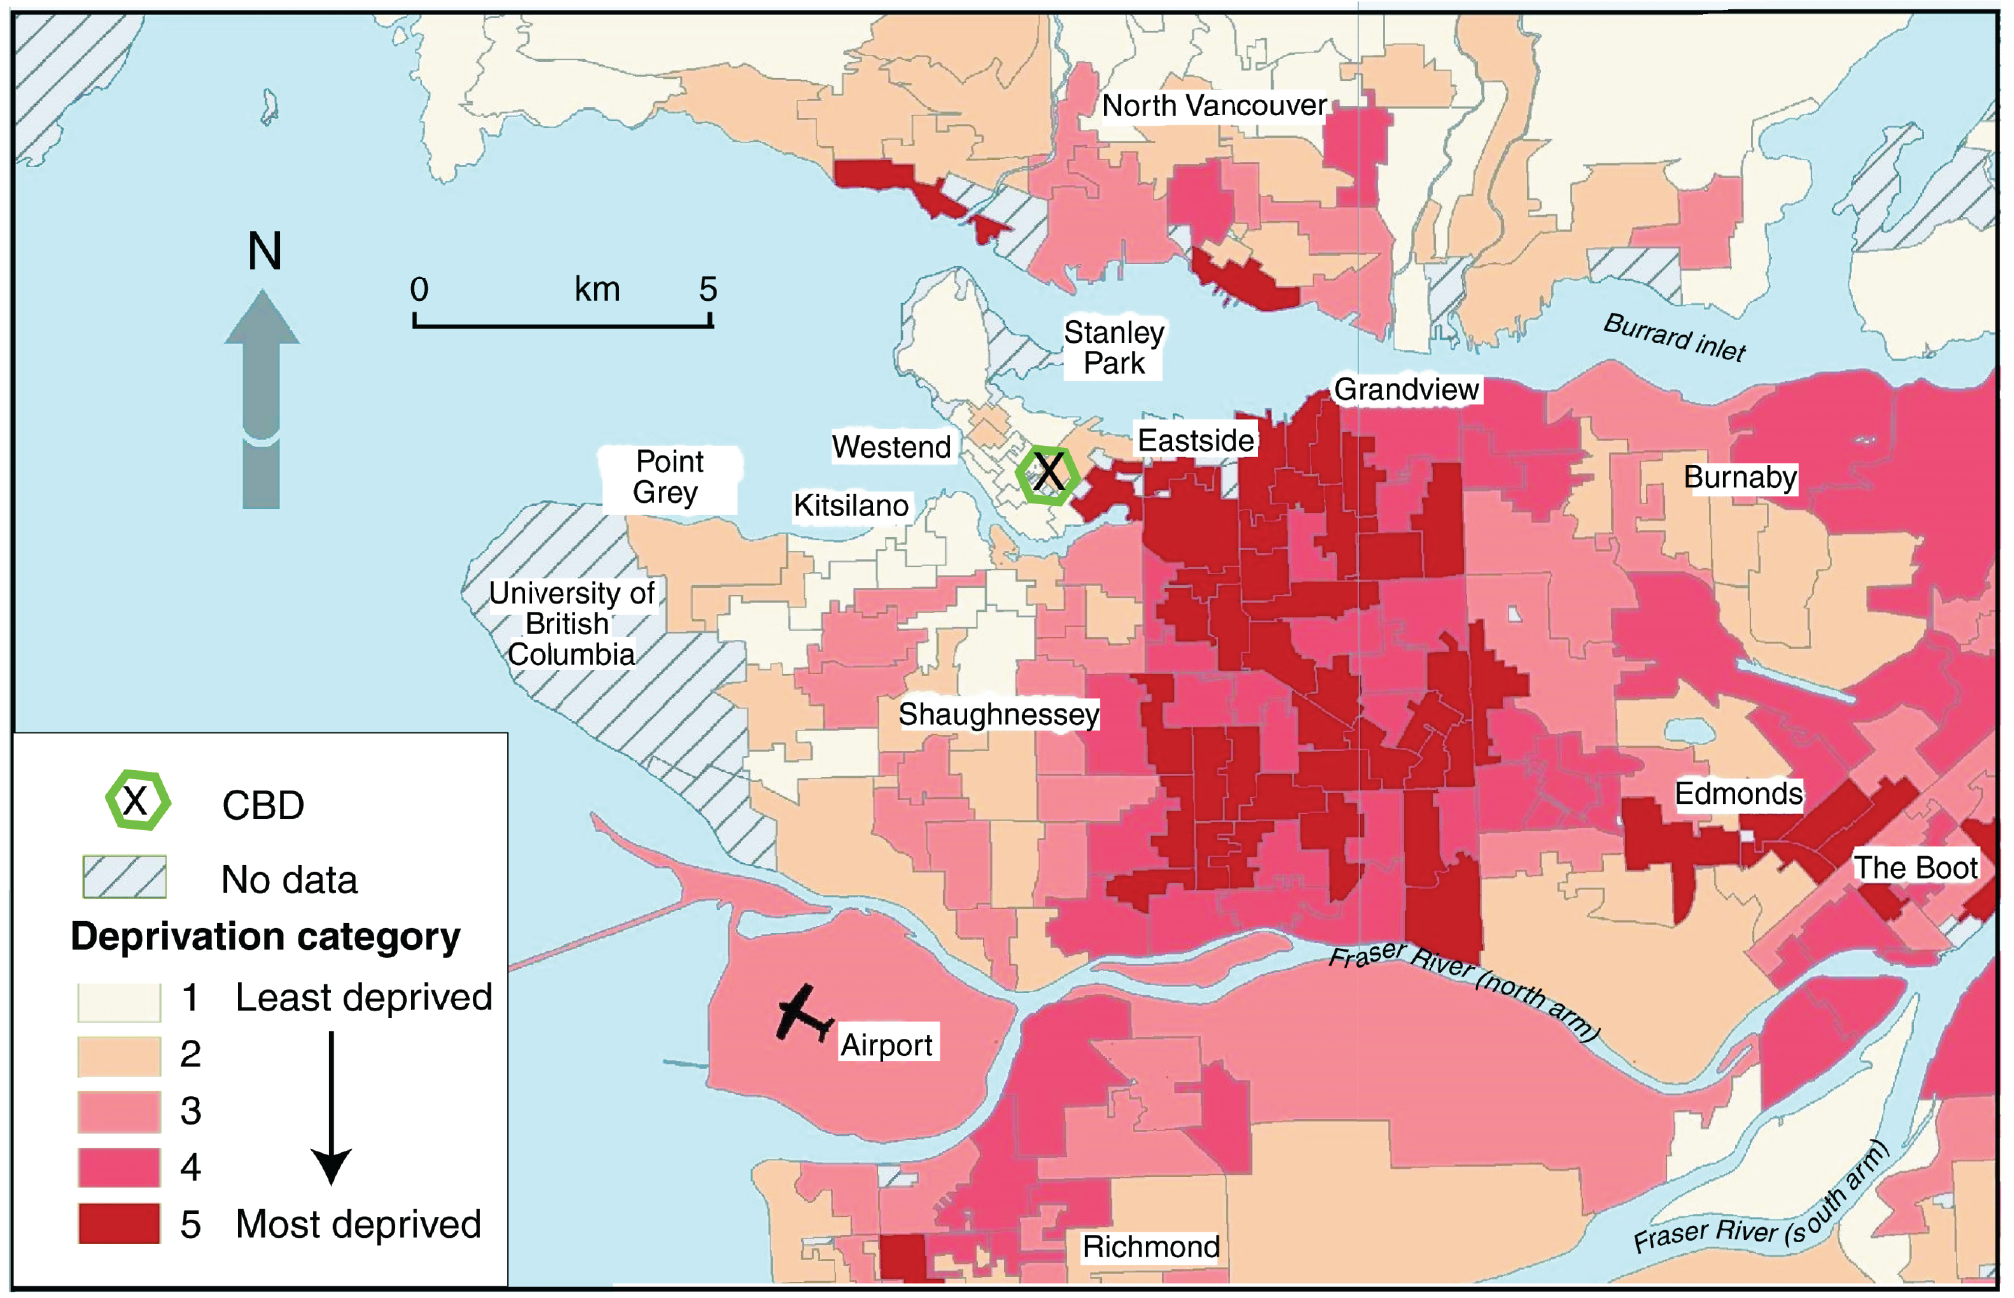 North Vancouver
N
0 km 5
Stanley
Park
Burrard inlet
Grandview
Westend
Eastside
Point
Grey
Kitsilano
X
Burnaby
University of
British
Columbia
Shaughnessey
Edmonds
The Boot
Fraser River (north arm)
Airport
Richmond
Fraser River (south arm)
X CBD
No data
Deprivation category
1 Least deprived
2
3
4
5 Most deprived